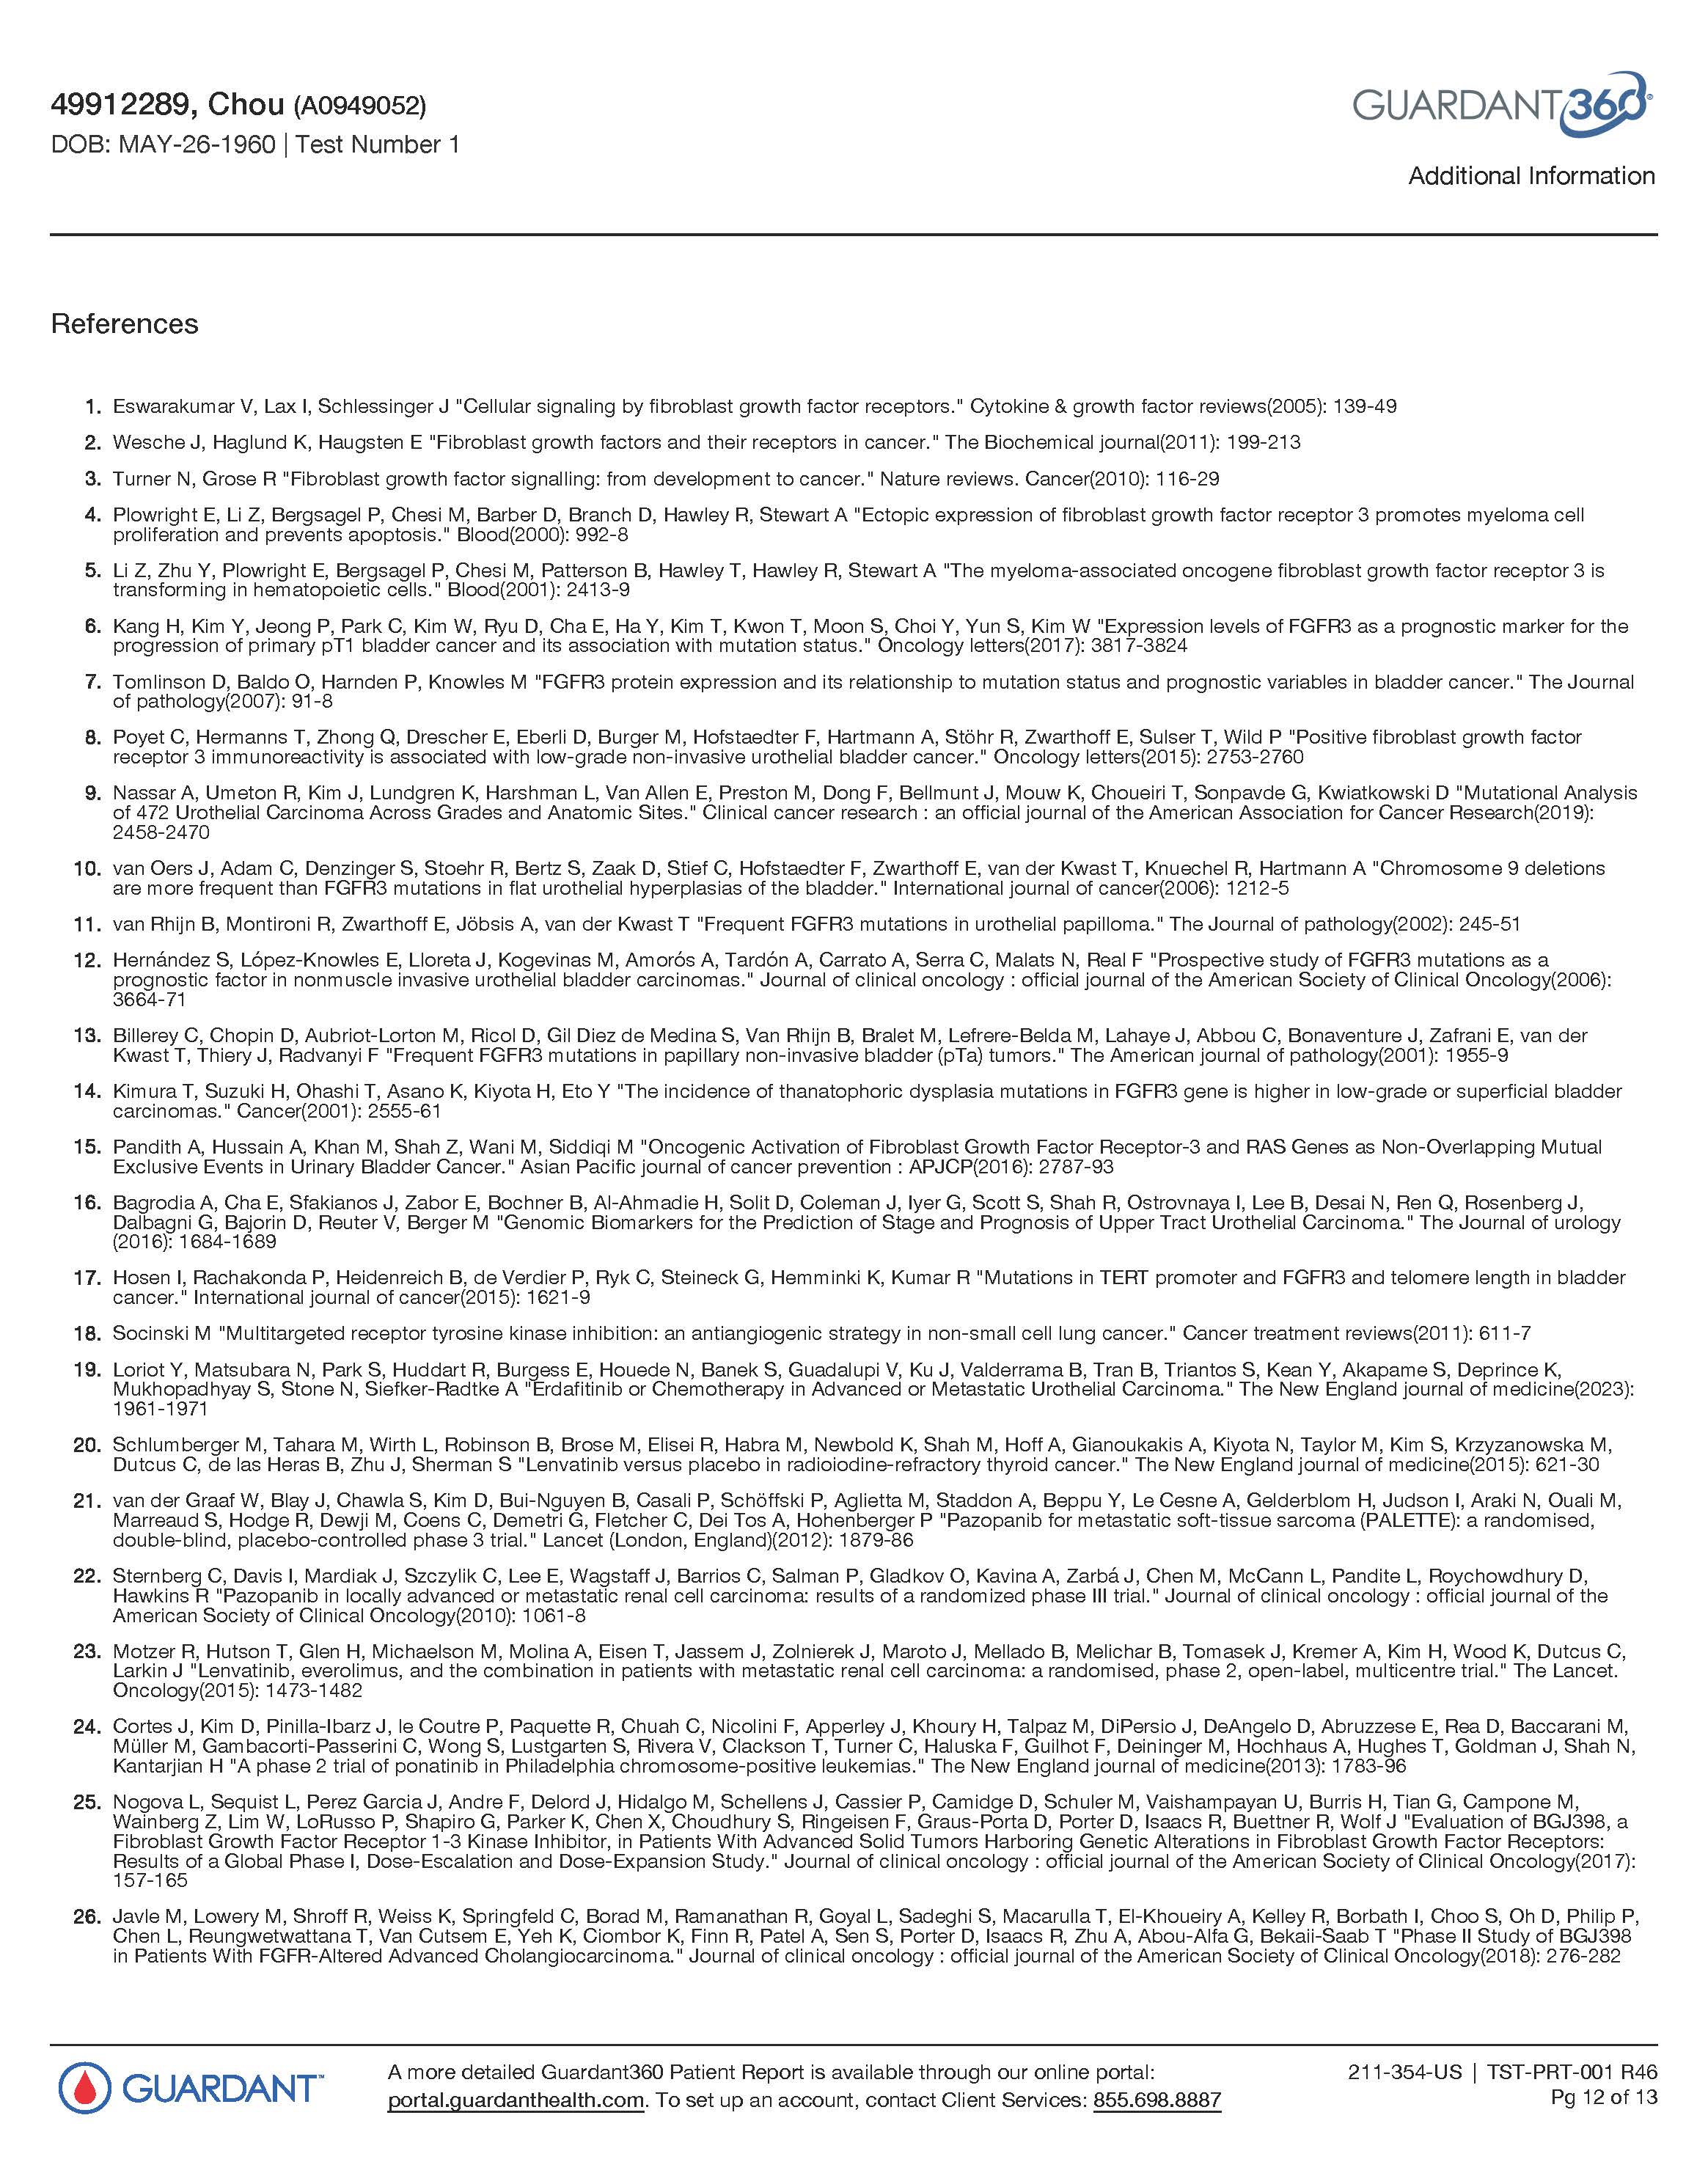 49912289, Chou (A0949052)
DOB: MAY-26-1960 | Test Number 1
GUARDANT360®
Additional Information
References
1. Eswarakumar V, Lax I, Schlessinger J "Cellular signaling by fibroblast growth factor receptors." Cytokine & growth factor reviews(2005): 139-49
2. Wesche J, Haglund K, Haugsten E "Fibroblast growth factors and their receptors in cancer." The Biochemical journal(2011): 199-213
3. Turner N, Grose R "Fibroblast growth factor signalling: from development to cancer." Nature reviews. Cancer(2010): 116-29
4. Plowright E, Li Z, Bergsagel P, Chesi M, Barber D, Branch D, Hawley R, Stewart A "Ectopic expression of fibroblast growth factor receptor 3 promotes myeloma cell
proliferation and prevents apoptosis." Blood(2000): 992-8
5. Li Z, Zhu Y, Plowright E, Bergsagel P, Chesi M, Patterson B, Hawley T, Hawley R, Stewart A "The myeloma-associated oncogene fibroblast growth factor receptor 3 is
transforming in hematopoietic cells." Blood(2001): 2413-9
6. Kang H, Kim Y, Jeong P, Park C, Kim W, Ryu D, Cha E, Ha Y, Kim T, Kwon T, Moon S, Choi Y, Yun S, Kim W "Expression levels of FGFR3 as a prognostic marker for the
progression of primary pT1 bladder cancer and its association with mutation status." Oncology letters(2017): 3817-3824
7. Tomlinson D, Baldo O, Harnden P, Knowles M "FGFR3 protein expression and its relationship to mutation status and prognostic variables in bladder cancer." The Journal
of pathology(2007): 91-8
8. Poyet C, Hermanns T, Zhong Q, Drescher E, Eberli D, Burger M, Hofstaedter F, Hartmann A, Stöhr R, Zwarthoff E, Sulser T, Wild P "Positive fibroblast growth factor
receptor 3 immunoreactivity is associated with low-grade non-invasive urothelial bladder cancer." Oncology letters(2015): 2753-2760
9. Nassar A, Umeton R, Kim J, Lundgren K, Harshman L, Van Allen E, Preston M, Dong F, Bellmunt J, Mouw K, Choueiri T, Sonpavde G, Kwiatkowski D "Mutational Analysis
of 472 Urothelial Carcinoma Across Grades and Anatomic Sites." Clinical cancer research : an official journal of the American Association for Cancer Research(2019):
2458-2470
10. van Oers J, Adam C, Denzinger S, Stoehr R, Bertz S, Zaak D, Stief C, Hofstaedter F, Zwarthoff E, van der Kwast T, Knuechel R, Hartmann A "Chromosome 9 deletions
are more frequent than FGFR3 mutations in flat urothelial hyperplasias of the bladder." International journal of cancer(2006): 1212-5
11. van Rhijn B, Montironi R, Zwarthoff E, Jöbsis A, van der Kwast T "Frequent FGFR3 mutations in urothelial papilloma." The Journal of pathology(2002): 245-51
12. Hernández S, López-Knowles E, Lloreta J, Kogevinas M, Amorós A, Tardón A, Carrato A, Serra C, Malats N, Real F "Prospective study of FGFR3 mutations as a
prognostic factor in nonmuscle invasive urothelial bladder carcinomas." Journal of clinical oncology : official journal of the American Society of Clinical Oncology(2006):
3664-71
13. Billerey C, Chopin D, Aubriot-Lorton M, Ricol D, Gil Diez de Medina S, Van Rhijn B, Bralet M, Lefrere-Belda M, Lahaye J, Abbou C, Bonaventure J, Zafrani E, van der
Kwast T, Thiery J, Radvanyi F "Frequent FGFR3 mutations in papillary non-invasive bladder (pTa) tumors." The American journal of pathology(2001): 1955-9
14. Kimura T, Suzuki H, Ohashi T, Asano K, Kiyota H, Eto Y "The incidence of thanatophoric dysplasia mutations in FGFR3 gene is higher in low-grade or superficial bladder
carcinomas." Cancer(2001): 2555-61
15. Pandith A, Hussain A, Khan M, Shah Z, Wani M, Siddiqi M "Oncogenic Activation of Fibroblast Growth Factor Receptor-3 and RAS Genes as Non-Overlapping Mutual
Exclusive Events in Urinary Bladder Cancer." Asian Pacific journal of cancer prevention : APJCP(2016): 2787-93
16. Bagrodia A, Cha E, Sfakianos J, Zabor E, Bochner B, Al-Ahmadie H, Solit D, Coleman J, Iyer G, Scott S, Shah R, Ostrovnaya I, Lee B, Desai N, Ren Q, Rosenberg J,
Dalbagni G, Bajorin D, Reuter V, Berger M "Genomic Biomarkers for the Prediction of Stage and Prognosis of Upper Tract Urothelial Carcinoma." The Journal of urology
(2016): 1684-1689
17. Hosen I, Rachakonda P, Heidenreich B, de Verdier P, Ryk C, Steineck G, Hemminki K, Kumar R "Mutations in TERT promoter and FGFR3 and telomere length in bladder
cancer." International journal of cancer(2015): 1621-9
18. Socinski M "Multitargeted receptor tyrosine kinase inhibition: an antiangiogenic strategy in non-small cell lung cancer." Cancer treatment reviews(2011): 611-7
19. Loriot Y, Matsubara N, Park S, Huddart R, Burgess E, Houede N, Banek S, Guadalupi V, Ku J, Valderrama B, Tran B, Triantos S, Kean Y, Akapame S, Deprince K,
Mukhopadhyay S, Stone N, Siefker-Radtke A "Erdafitinib or Chemotherapy in Advanced or Metastatic Urothelial Carcinoma." The New England journal of medicine(2023):
1961-1971
20. Schlumberger M, Tahara M, Wirth L, Robinson B, Brose M, Elisei R, Habra M, Newbold K, Shah M, Hoff A, Gianoukakis A, Kiyota N, Taylor M, Kim S, Krzyzanowska M,
Dutcus C, de las Heras B, Zhu J, Sherman S "Lenvatinib versus placebo in radioiodine-refractory thyroid cancer." The New England journal of medicine(2015): 621-30
21. van der Graaf W, Blay J, Chawla S, Kim D, Bui-Nguyen B, Casali P, Schöffski P, Aglietta M, Staddon A, Beppu Y, Le Cesne A, Gelderblom H, Judson I, Araki N, Ouali M,
Marreaud S, Hodge R, Dewji M, Coens C, Demetri G, Fletcher C, Dei Tos A, Hohenberger P "Pazopanib for metastatic soft-tissue sarcoma (PALETTE): a randomised,
double-blind, placebo-controlled phase 3 trial." Lancet (London, England)(2012): 1879-86
22. Sternberg C, Davis I, Mardiak J, Szczylik C, Lee E, Wagstaff J, Barrios C, Salman P, Gladkov O, Kavina A, Zarbá J, Chen M, McCann L, Pandite L, Roychowdhury D,
Hawkins R "Pazopanib in locally advanced or metastatic renal cell carcinoma: results of a randomized phase III trial." Journal of clinical oncology : official journal of the
American Society of Clinical Oncology(2010): 1061-8
23. Motzer R, Hutson T, Glen H, Michaelson M, Molina A, Eisen T, Jassem J, Zolnierek J, Maroto J, Mellado B, Melichar B, Tomasek J, Kremer A, Kim H, Wood K, Dutcus C,
Larkin J "Lenvatinib, everolimus, and the combination in patients with metastatic renal cell carcinoma: a randomised, phase 2, open-label, multicentre trial." The Lancet.
Oncology(2015): 1473-1482
24. Cortes J, Kim D, Pinilla-Ibarz J, le Coutre P, Paquette R, Chuah C, Nicolini F, Apperley J, Khoury H, Talpaz M, DiPersio J, DeAngelo D, Abruzzese E, Rea D, Baccarani M,
Müller M, Gambacorti-Passerini C, Wong S, Lustgarten S, Rivera V, Clackson T, Turner C, Haluska F, Guilhot F, Deininger M, Hochhaus A, Hughes T, Goldman J, Shah N,
Kantarjian H "A phase 2 trial of ponatinib in Philadelphia chromosome-positive leukemias." The New England journal of medicine(2013): 1783-96
25. Nogova L, Sequist L, Perez Garcia J, Andre F, Delord J, Hidalgo M, Schellens J, Cassier P, Camidge D, Schuler M, Vaishampayan U, Burris H, Tian G, Campone M,
Wainberg Z, Lim W, LoRusso P, Shapiro G, Parker K, Chen X, Choudhury S, Ringeisen F, Graus-Porta D, Porter D, Isaacs R, Buettner R, Wolf J "Evaluation of BGJ398, a
Fibroblast Growth Factor Receptor 1-3 Kinase Inhibitor, in Patients With Advanced Solid Tumors Harboring Genetic Alterations in Fibroblast Growth Factor Receptors:
Results of a Global Phase I, Dose-Escalation and Dose-Expansion Study." Journal of clinical oncology : official journal of the American Society of Clinical Oncology(2017):
157-165
26. Javle M, Lowery M, Shroff R, Weiss K, Springfeld C, Borad M, Ramanathan R, Goyal L, Sadeghi S, Macarulla T, El-Khoueiry A, Kelley R, Borbath I, Choo S, Oh D, Philip P,
Chen L, Reungwetwattana T, Van Cutsem E, Yeh K, Ciombor K, Finn R, Patel A, Sen S, Porter D, Isaacs R, Zhu A, Abou-Alfa G, Bekaii-Saab T "Phase II Study of BGJ398
in Patients With FGFR-Altered Advanced Cholangiocarcinoma." Journal of clinical oncology : official journal of the American Society of Clinical Oncology(2018): 276-282
GUARDANT™
A more detailed Guardant360 Patient Report is available through our online portal:
portal.guardanthealth.com. To set up an account, contact Client Services: 855.698.8887
211-354-US | TST-PRT-001 R46
Pg 12 of 13